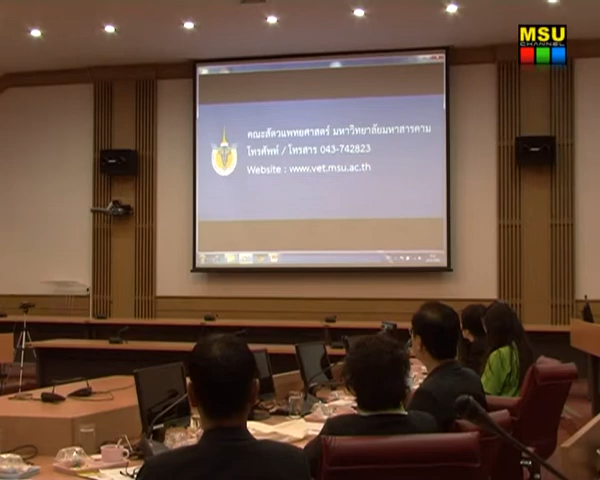 MSU
CHANNEL
คณะสัตวแพทยศาสตร์ มหาวิทยาลัยมหาสารคาม
โทรศัพท์ / โทรสาร 043-742823
Website : www.vet.msu.ac.th